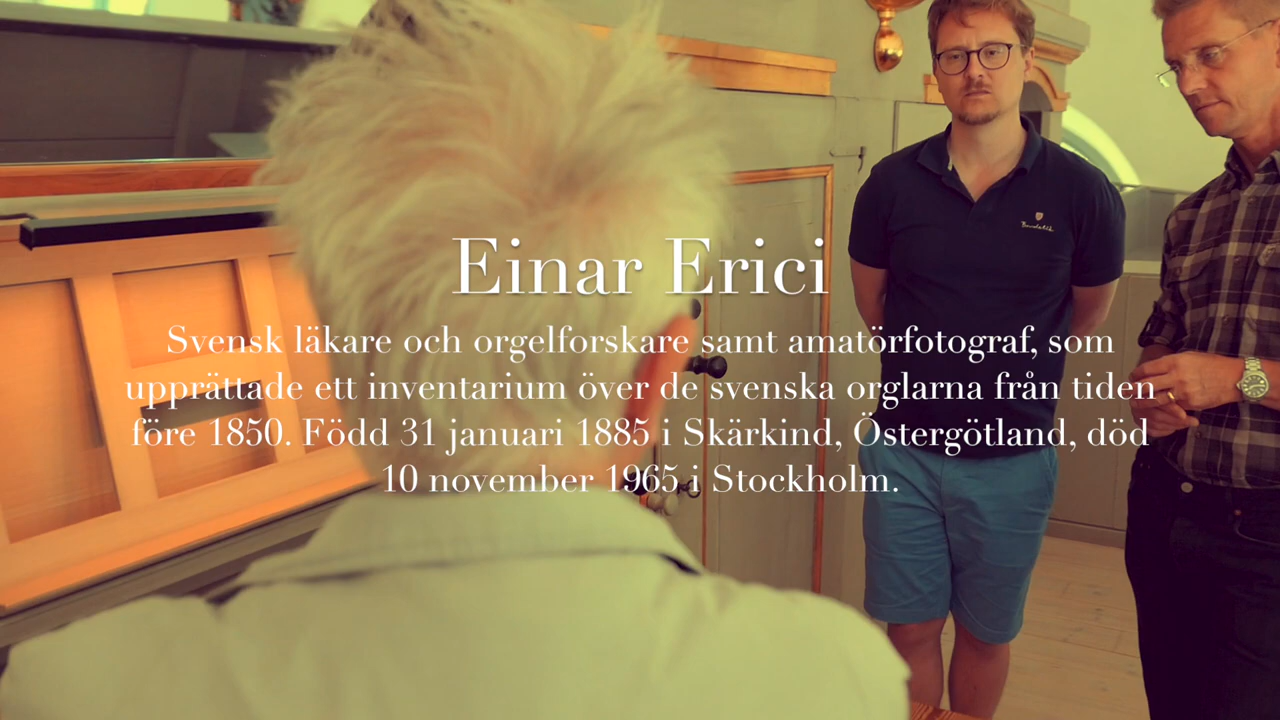 Einar Erici
Svensk läkare och orgelforskare samt amatörfotograf, som
upprättade ett inventarium över de svenska orglarna från tiden
före 1850. Född 31 januari 1885 i Skärkind, Östergötland, död
10 november 1965 i Stockholm.